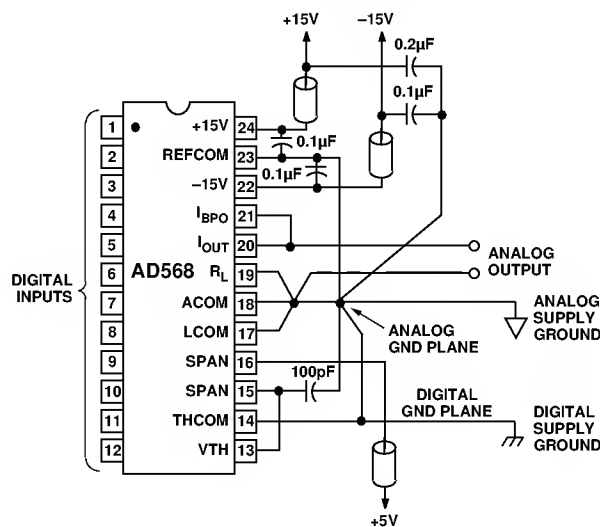 +15V
–15V
0.2µF
0.1µF
1
+15V
24
0.1µF
2
REFCOM
23
0.1µF
3
–15V
22
4
IBPO
21
5
IOUT
20
ANALOG
OUTPUT
DIGITAL
INPUTS
6
AD568
RL
19
7
ACOM
18
ANALOG
SUPPLY
GROUND
8
LCOM
17
ANALOG
GND PLANE
9
SPAN
16
100pF
10
SPAN
15
DIGITAL
GND PLANE
11
THCOM
14
DIGITAL
SUPPLY
GROUND
12
VTH
13
+5V